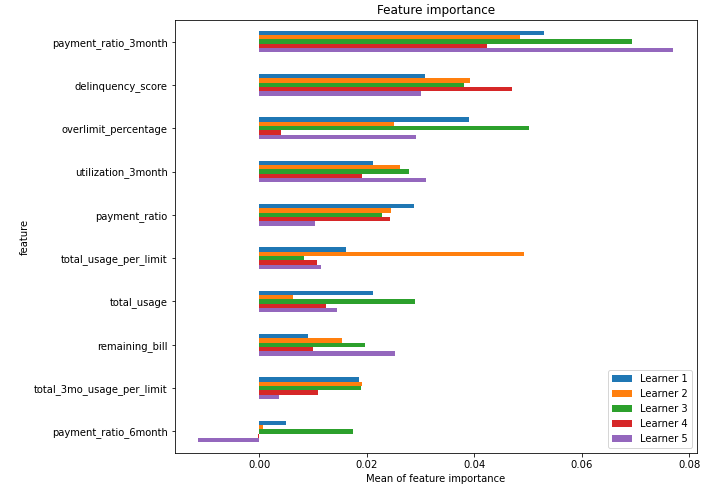 Feature importance
payment_ratio_3month
delinquency_score
overlimit_percentage
utilization_3month
payment_ratio
total_usage_per_limit
total_usage
remaining_bill
total_3mo_usage_per_limit
payment_ratio_6month
feature
Learner 1
Learner 2
Learner 3
Learner 4
Learner 5
0.00 0.02 0.04 0.06 0.08
Mean of feature importance